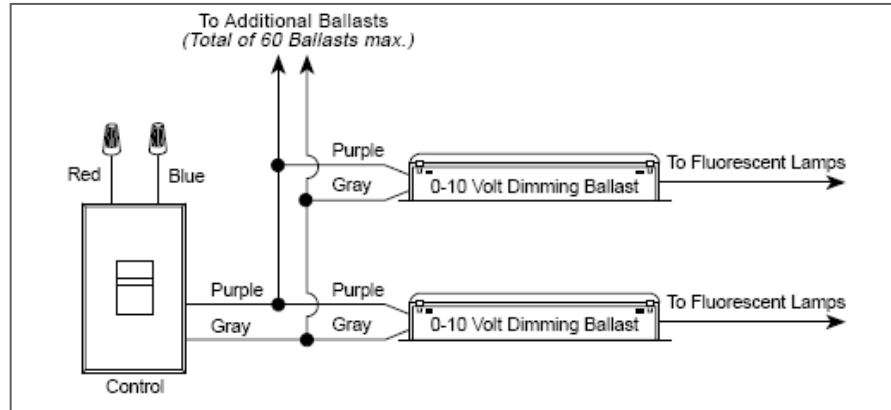 To Additional Ballasts
(Total of 60 Ballasts max.)
Red
Blue
Purple
Gray
0-10 Volt Dimming Ballast
To Fluorescent Lamps
Purple
Gray
Purple
Gray
0-10 Volt Dimming Ballast
To Fluorescent Lamps
Control